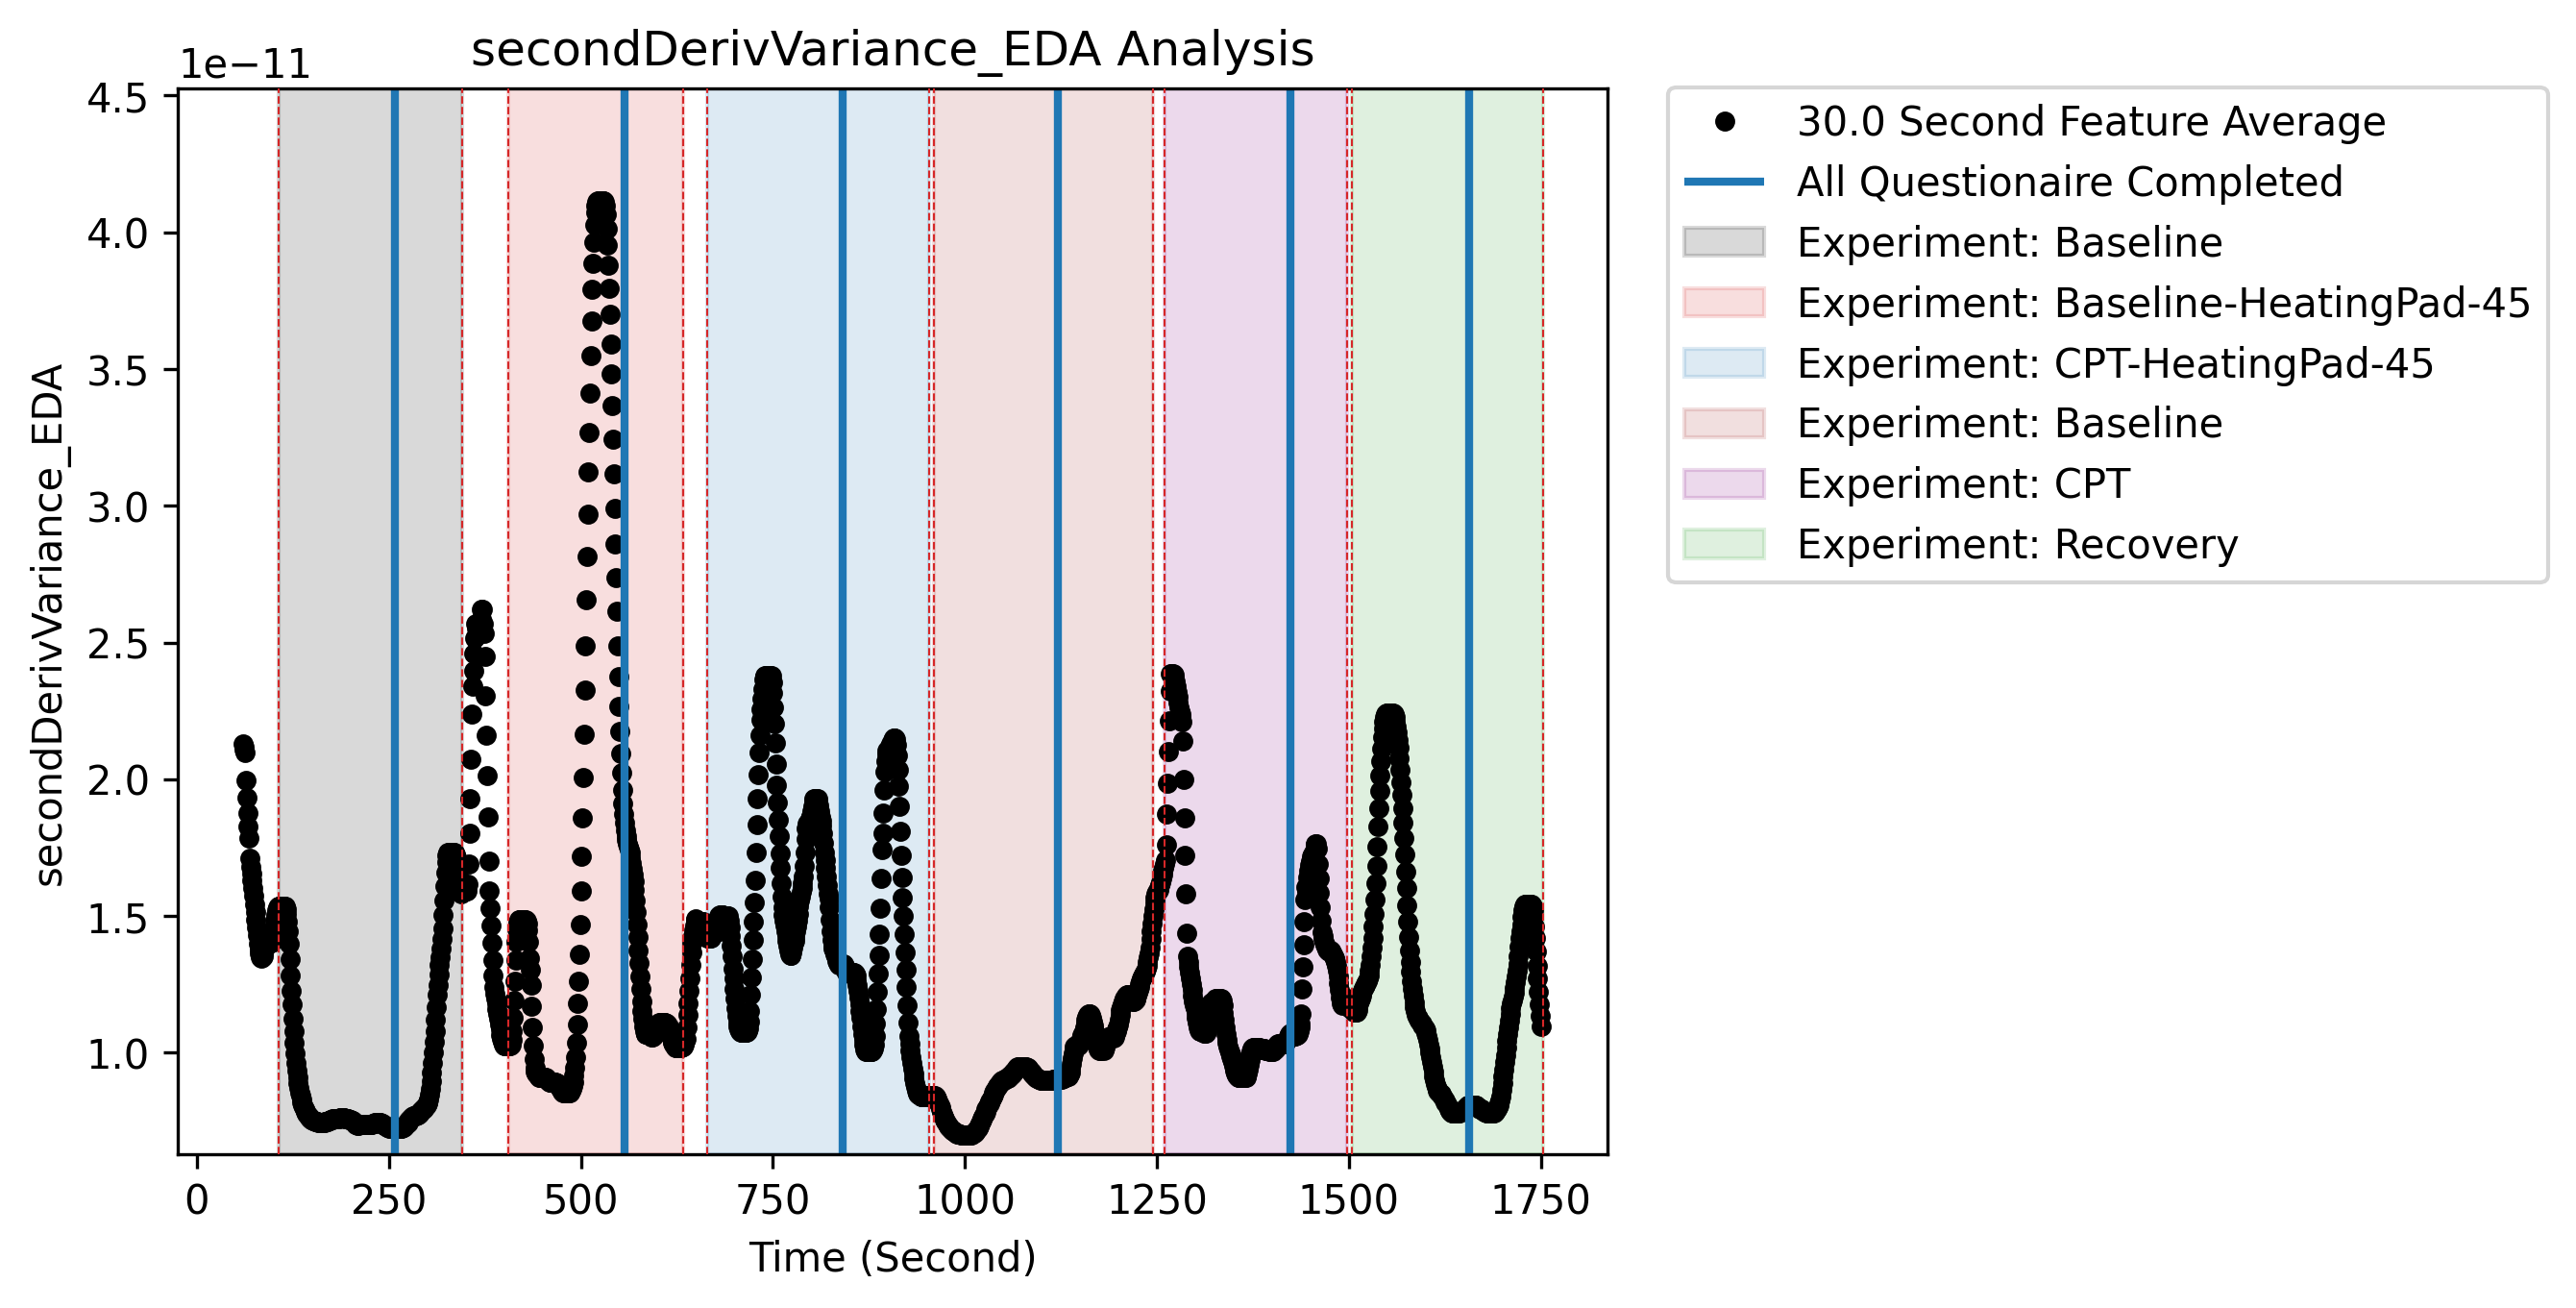 secondDerivVariance_EDA Analysis
1e−11
4.5
4.0
3.5
3.0
2.5
2.0
1.5
1.0
secondDerivVariance_EDA
0 250 500 750 1000 1250 1500 1750
Time (Second)
30.0 Second Feature Average
All Questionaire Completed
Experiment: Baseline
Experiment: Baseline-HeatingPad-45
Experiment: CPT-HeatingPad-45
Experiment: Baseline
Experiment: CPT
Experiment: Recovery